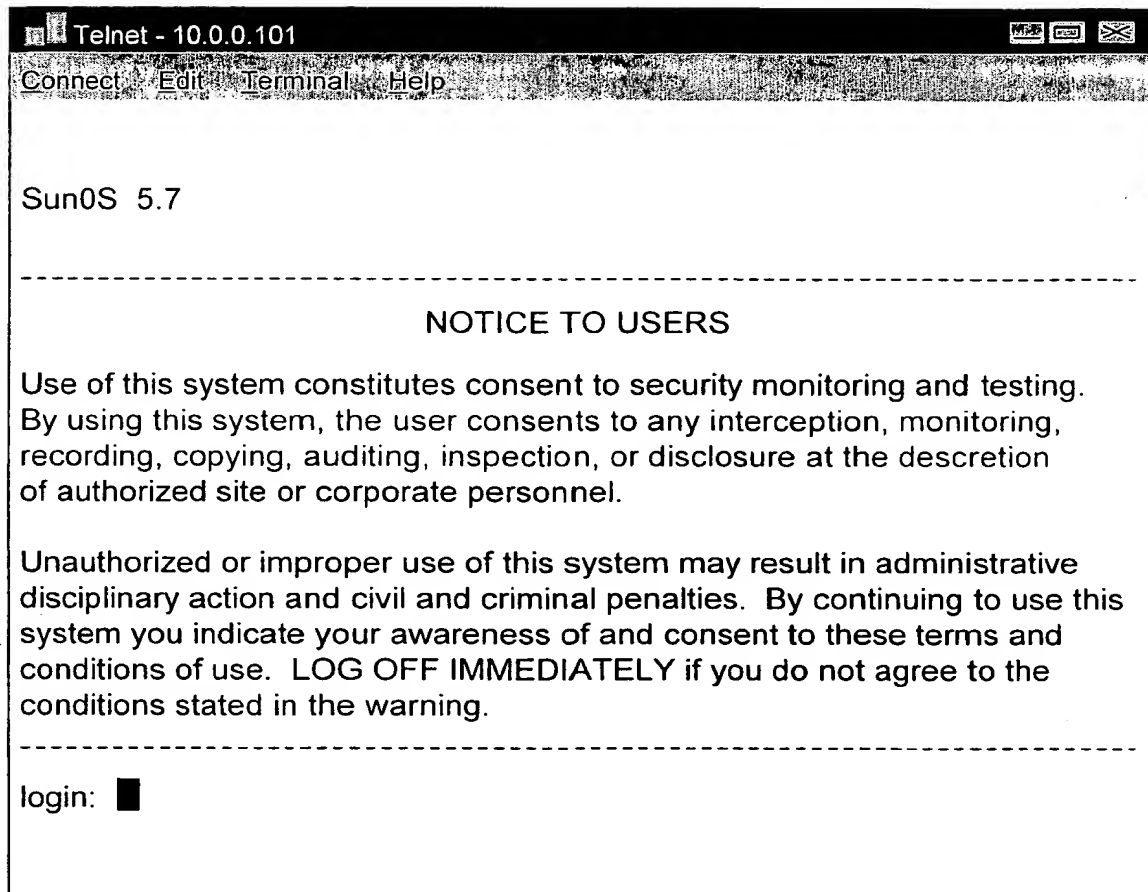 Telnet - 10.0.0.101
Connect Edit Terminal Help
Sun0S 5.7
NOTICE TO USERS
Use of this system constitutes consent to security monitoring and testing.
By using this system, the user consents to any interception, monitoring,
recording, copying, auditing, inspection, or disclosure at the descretion
of authorized site or corporate personnel.
Unauthorized or improper use of this system may result in administrative
disciplinary action and civil and criminal penalties. By continuing to use this
system you indicate your awareness of and consent to these terms and
conditions of use. LOG OFF IMMEDIATELY if you do not agree to the
conditions stated in the warning.
login: